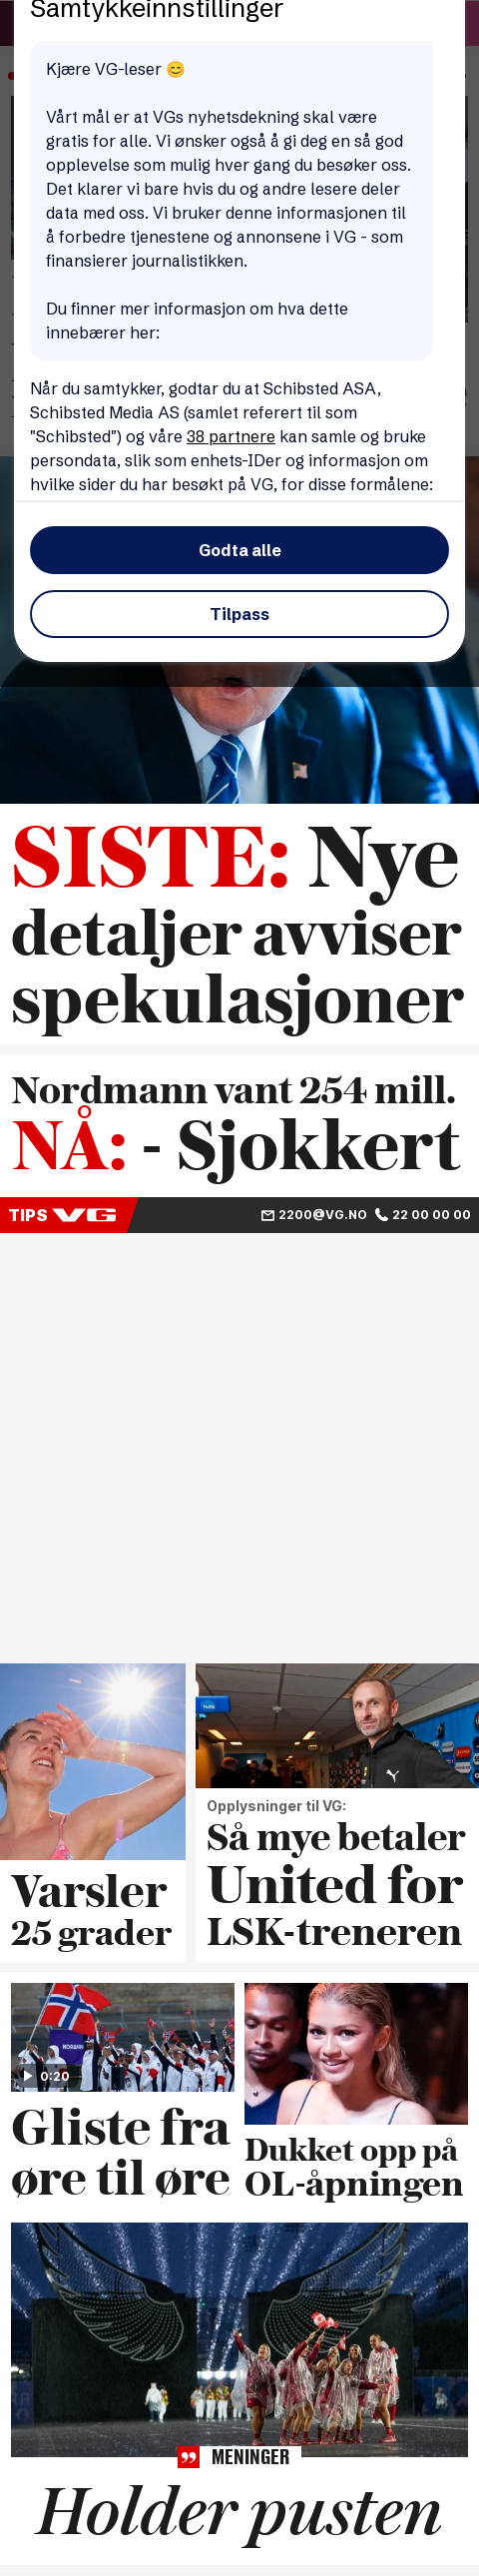 Samtykkeinnstillinger
Kjære VG-leser 😊
Vårt mål er at VGs nyhetsdekning skal være
gratis for alle. Vi ønsker også å gi deg en så god
opplevelse som mulig hver gang du besøker oss.
Det klarer vi bare hvis du og andre lesere deler
data med oss. Vi bruker denne informasjonen til
å forbedre tjenestene og annonsene i VG - som
finansierer journalistikken.
Du finner mer informasjon om hva dette
innebærer her:
Når du samtykker, godtar du at Schibsted ASA,
Schibsted Media AS (samlet referert til som
"Schibsted") og våre 38 partnere kan samle og bruke
persondata, slik som enhets-IDer og informasjon om
hvilke sider du har besøkt på VG, for disse formålene:
Godta alle
Tilpass
SISTE: Nye
detaljer avviser
spekulasjoner
Nordmann vant 254 mill.
NÅ: - Sjokkert
TIPS VG 2200@VG.NO 22 00 00 00
Varsler
25 grader
Opplysninger til VG:
Så mye betaler
United for
LSK-treneren
NORWAY
0:20
Gliste fra
øre til øre
Dukket opp på
OL-åpningen
MENINGER
Holder pusten